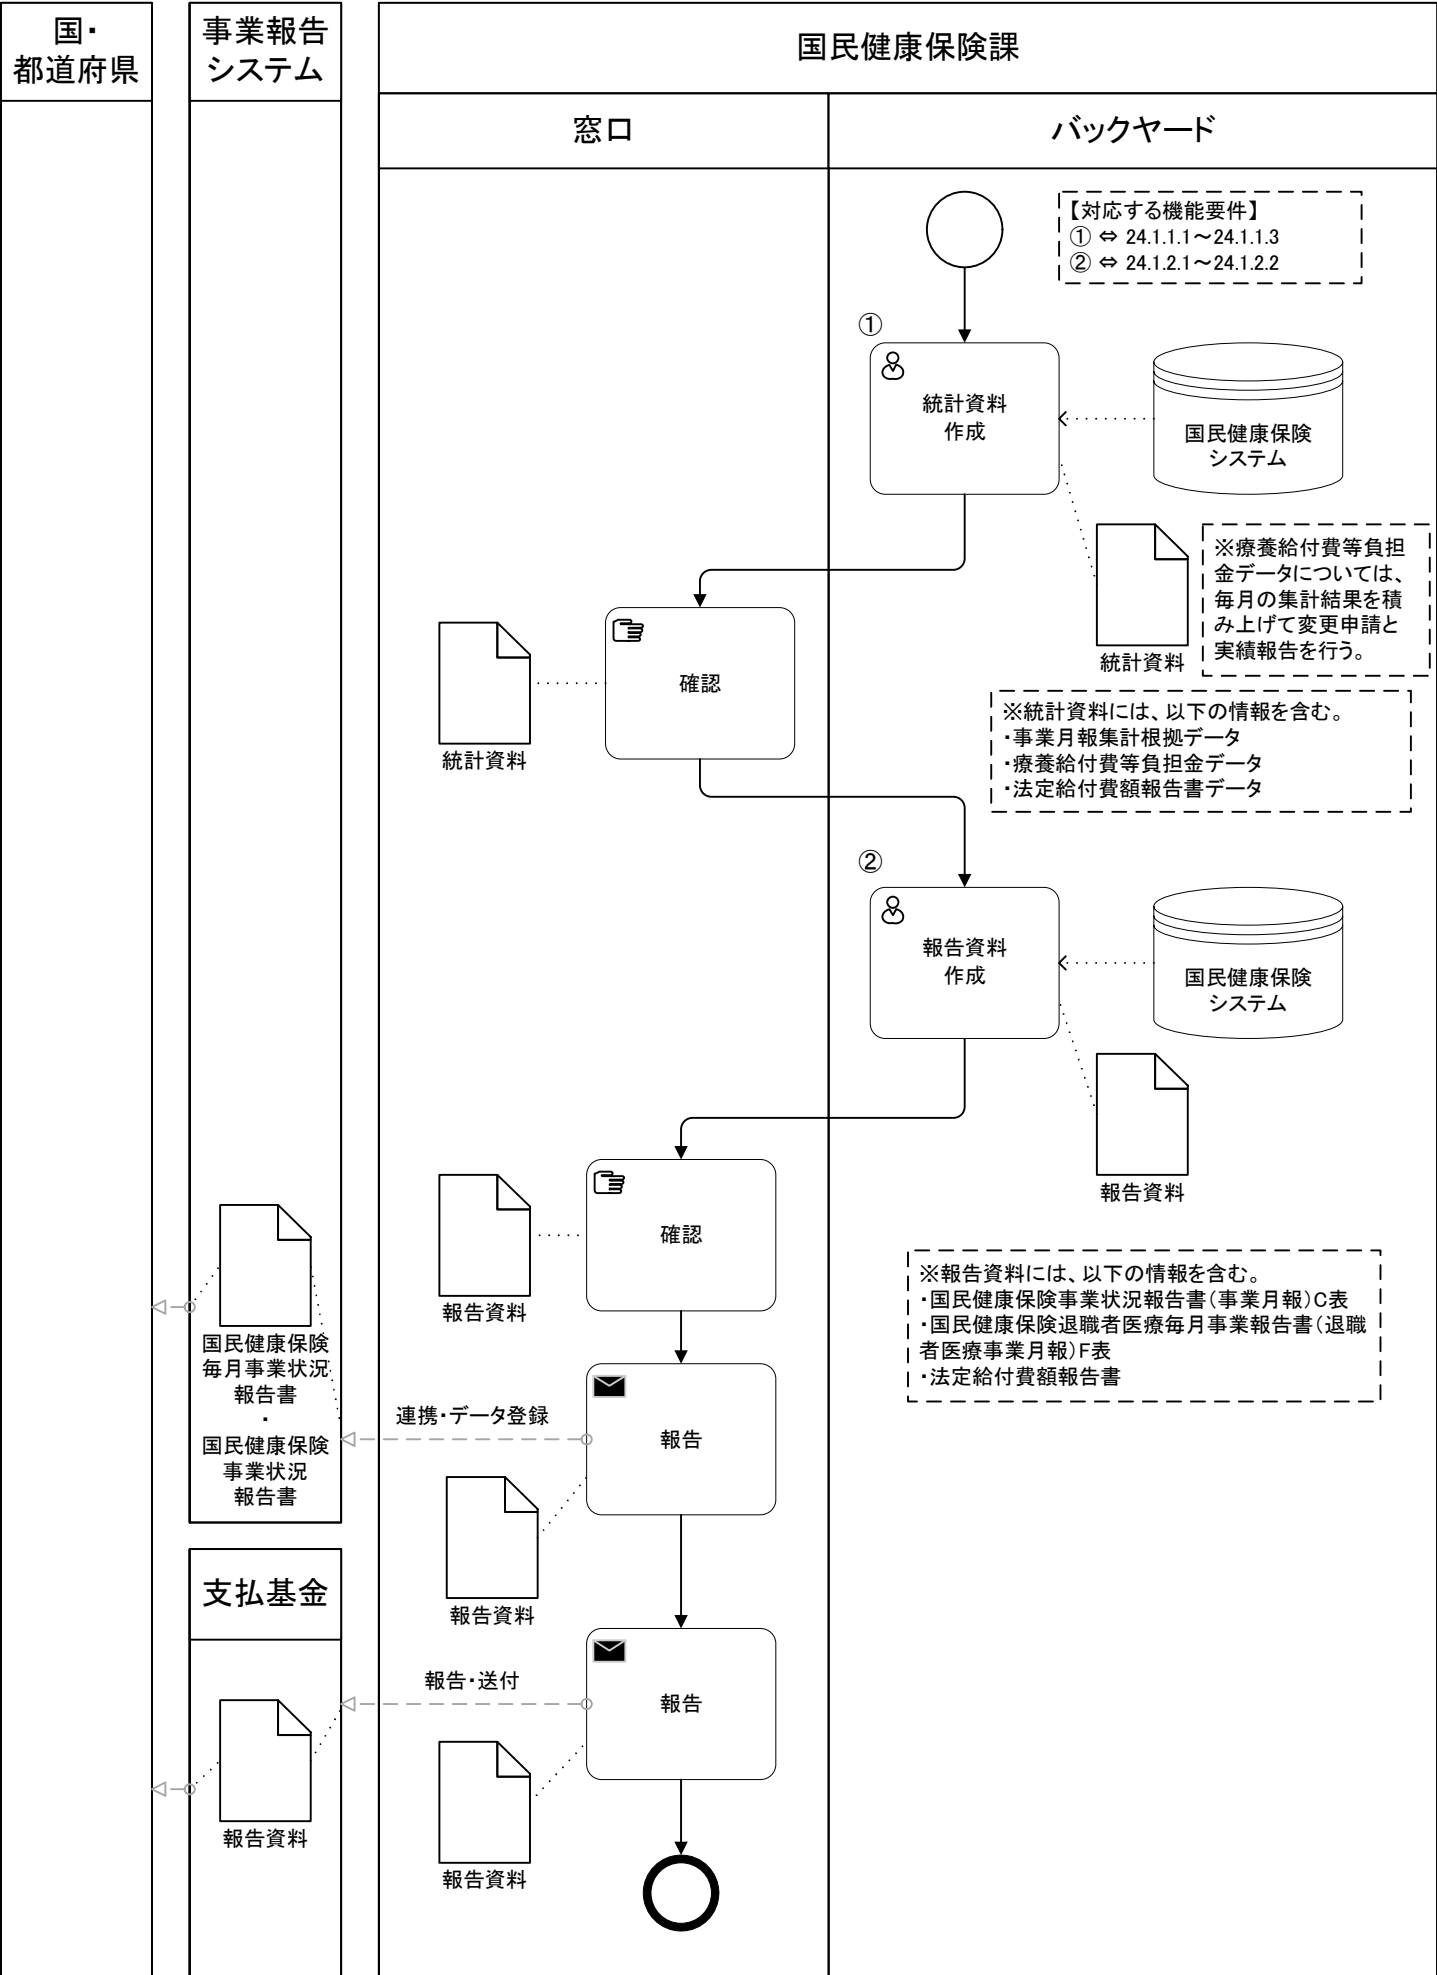 国・
都道府県
事業報告
システム
国民健康保険課
窓口
バックヤード
【対応する機能要件】
① ⇔ 24.1.1.1～24.1.1.3
② ⇔ 24.1.2.1～24.1.2.2
①
統計資料
作成
国民健康保険
システム
統計資料
※療養給付費等負担
金データについては、
毎月の集計結果を積
み上げて変更申請と
実績報告を行う。
確認
統計資料
※統計資料には、以下の情報を含む。
・事業月報集計根拠データ
・療養給付費等負担金データ
・法定給付費額報告書データ
②
報告資料
作成
国民健康保険
システム
報告資料
確認
報告資料
※報告資料には、以下の情報を含む。
・国民健康保険事業状況報告書（事業月報）C表
・国民健康保険退職者医療毎月事業報告書（退職
者医療事業月報）F表
・法定給付費額報告書
国民健康保険
毎月事業状況
報告書
・
国民健康保険
事業状況
報告書
連携・データ登録
報告
報告資料
支払基金
報告・送付
報告
報告資料
報告資料